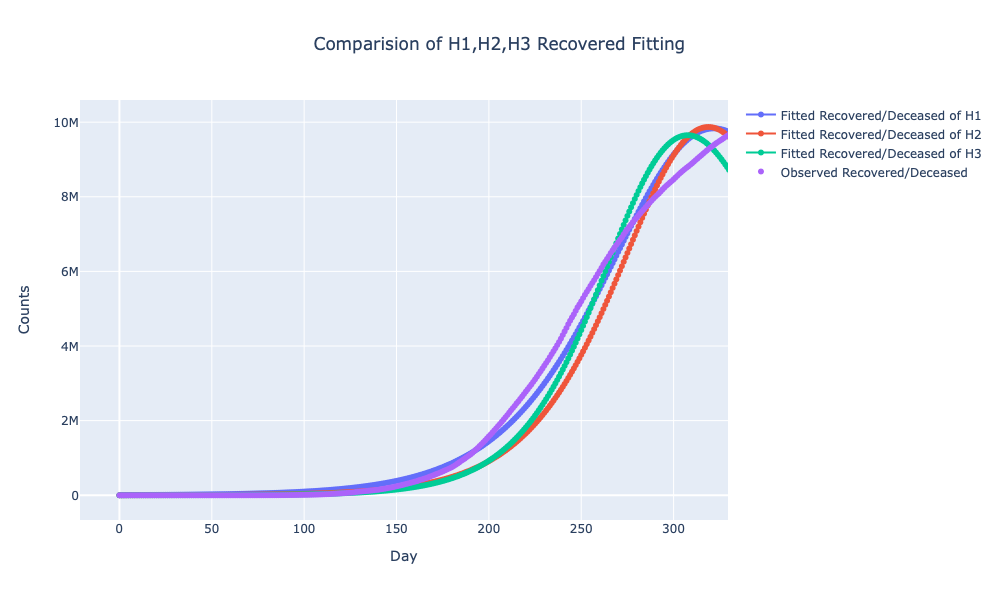 Comparision of H1,H2,H3 Recovered Fitting
Fitted Recovered/Deceased of H1
Fitted Recovered/Deceased of H2
Fitted Recovered/Deceased of H3
Observed Recovered/Deceased
Counts
10M
8M
6M
4M
2M
0
0 50 100 150 200 250 300
Day